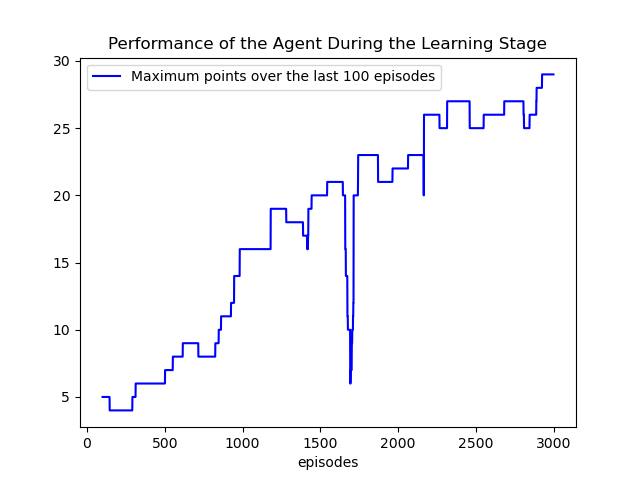 Performance of the Agent During the Learning Stage
Maximum points over the last 100 episodes
30
25
20
15
10
5
0 500 1000 1500 2000 2500 3000
episodes